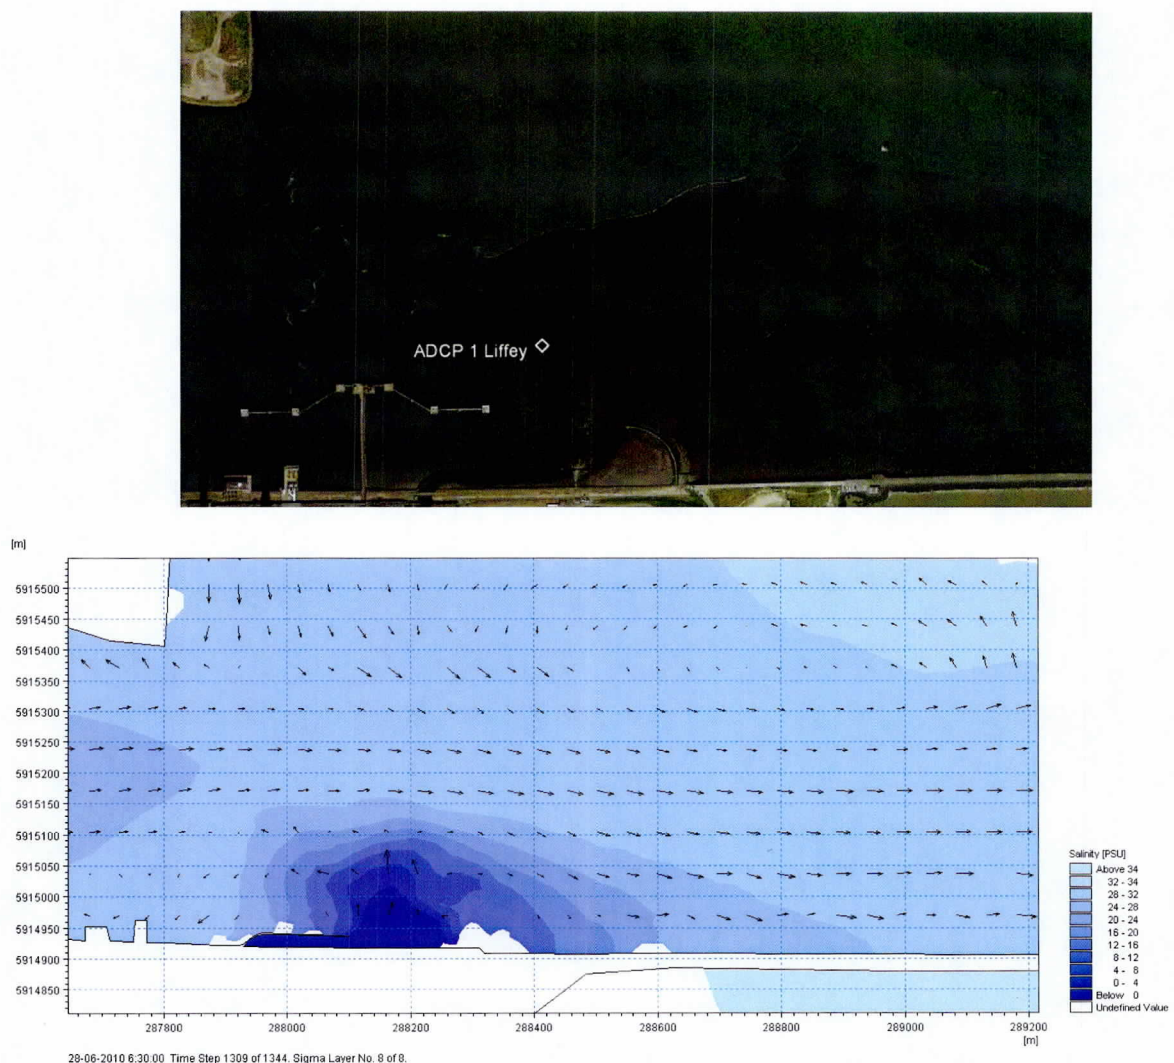 ADCP 1 Liffey
[m]
5915500
5915450
5915400
5915350
5915300
5915250
5915200
5915150
5915100
5915050
5915000
5914950
5914900
5914850
287800 288000 288200 288400 288600 288800 289000 289200
[m]
Salinity [PSU]
Above 34
32 - 34
28 - 32
24 - 28
20 - 24
16 - 20
12 - 16
8 - 12
4 - 8
0 - 4
Below 0
Undefined Value
28-06-2010 6:30:00 Time Step 1309 of 1344. Sigma Layer No. 8 of 8.